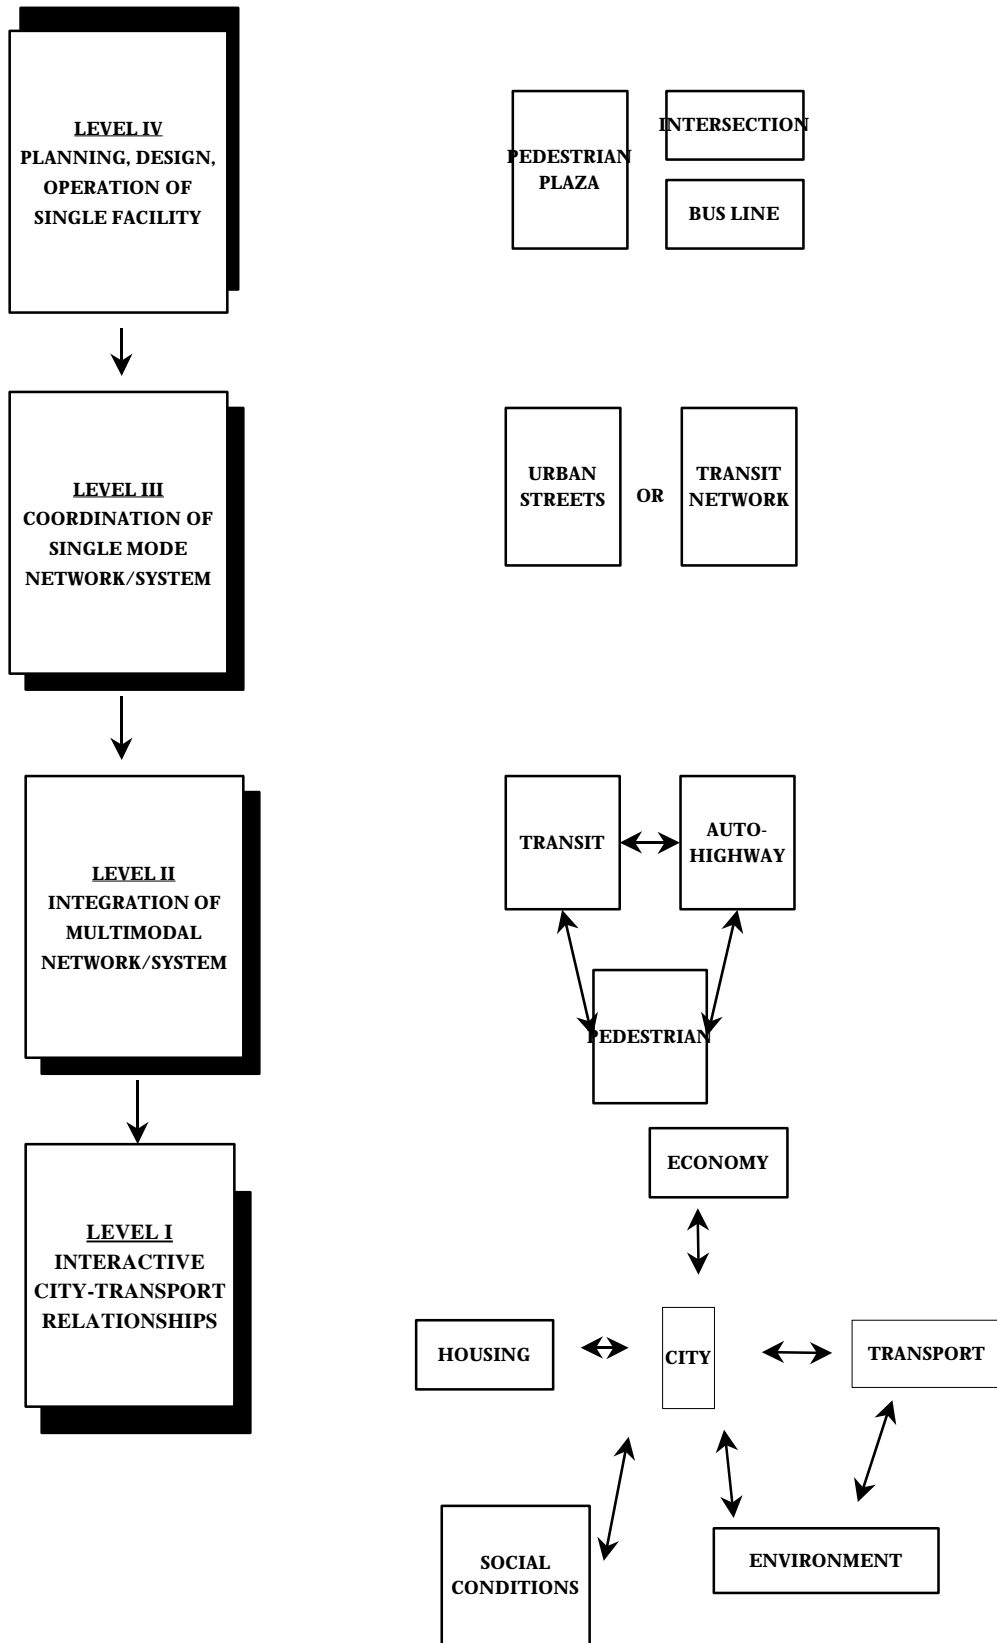 LEVEL IV
PLANNING, DESIGN,
OPERATION OF
SINGLE FACILITY
PEDESTRIAN
PLAZA
INTERSECTION
BUS LINE
LEVEL III
COORDINATION OF
SINGLE MODE
NETWORK/SYSTEM
URBAN
STREETS
OR
TRANSIT
NETWORK
LEVEL II
INTEGRATION OF
MULTIMODAL
NETWORK/SYSTEM
TRANSIT
AUTO-
HIGHWAY
PEDESTRIAN
LEVEL I
INTERACTIVE
CITY-TRANSPORT
RELATIONSHIPS
ECONOMY
HOUSING
CITY
TRANSPORT
SOCIAL
CONDITIONS
ENVIRONMENT